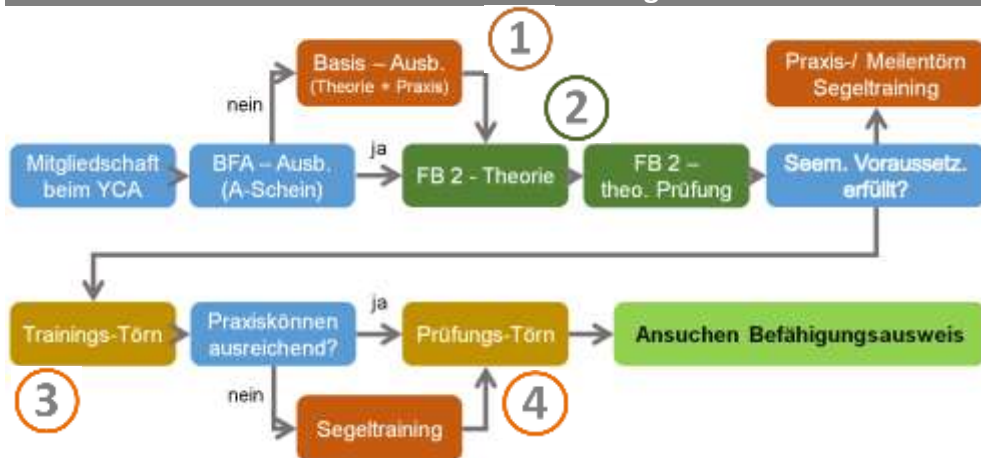 1
Basis – Ausb.
(Theorie + Praxis)
Praxis-/ Meilentörn
Segeltraining
nein
2
Mitgliedschaft
beim YCA
BFA – Ausb.
(A-Schein)
ja
FB 2 - Theorie
FB 2 –
theo. Prüfung
Seem. Voraussetz.
erfüllt?
Trainings-Törn
Praxiskönnen
ausreichend?
ja
Prüfungs-Törn
Ansuchen Befähigungsausweis
3
nein
Segeltraining
4